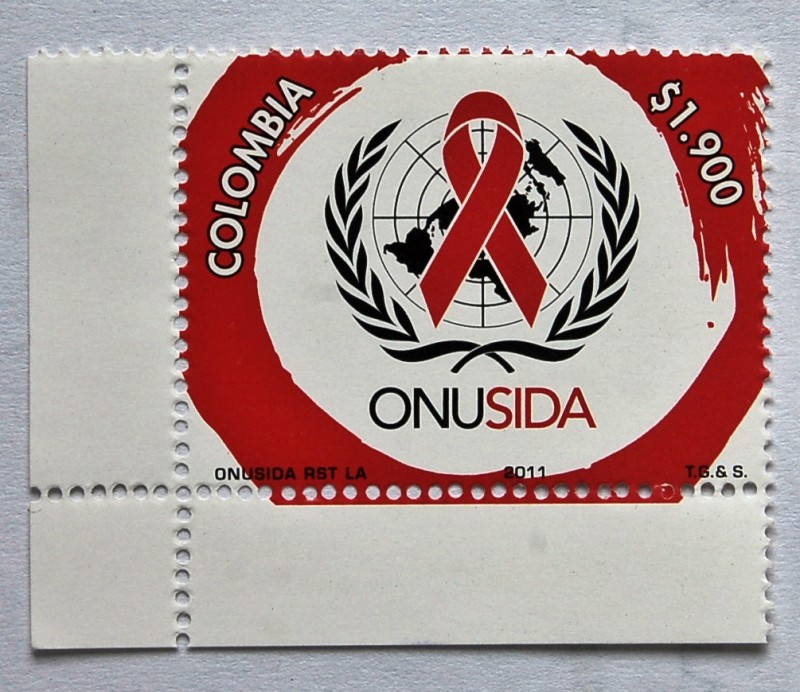 COLOMBIA
$1.900
ONUSIDA
ONUSIDA RST LA
2011
T.G.& S.